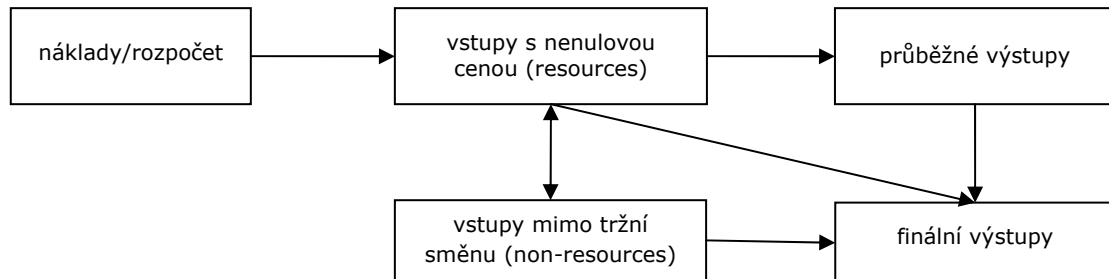 náklady/rozpočet
vstupy s nenulovou
cenou (resources)
průběžné výstupy
vstupy mimo tržní
směnu (non-resources)
finální výstupy